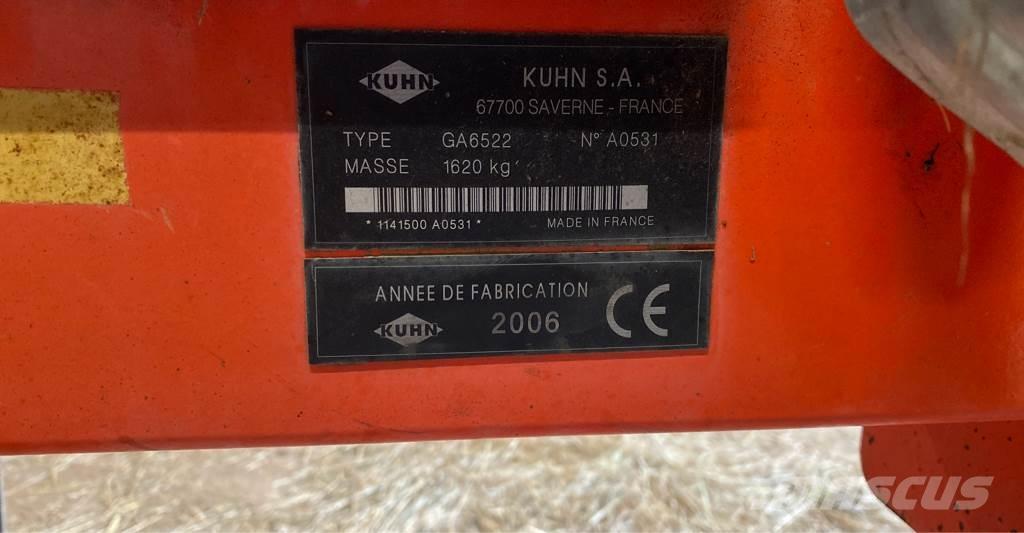 KUHN
KUHN S.A.
67700 SAVERNE - FRANCE
TYPE GA6522 N° A0531
MASSE 1620 kg
* 1141500 A0531 * MADE IN FRANCE
ANNEE DE FABRICATION
KUHN 2006 CE